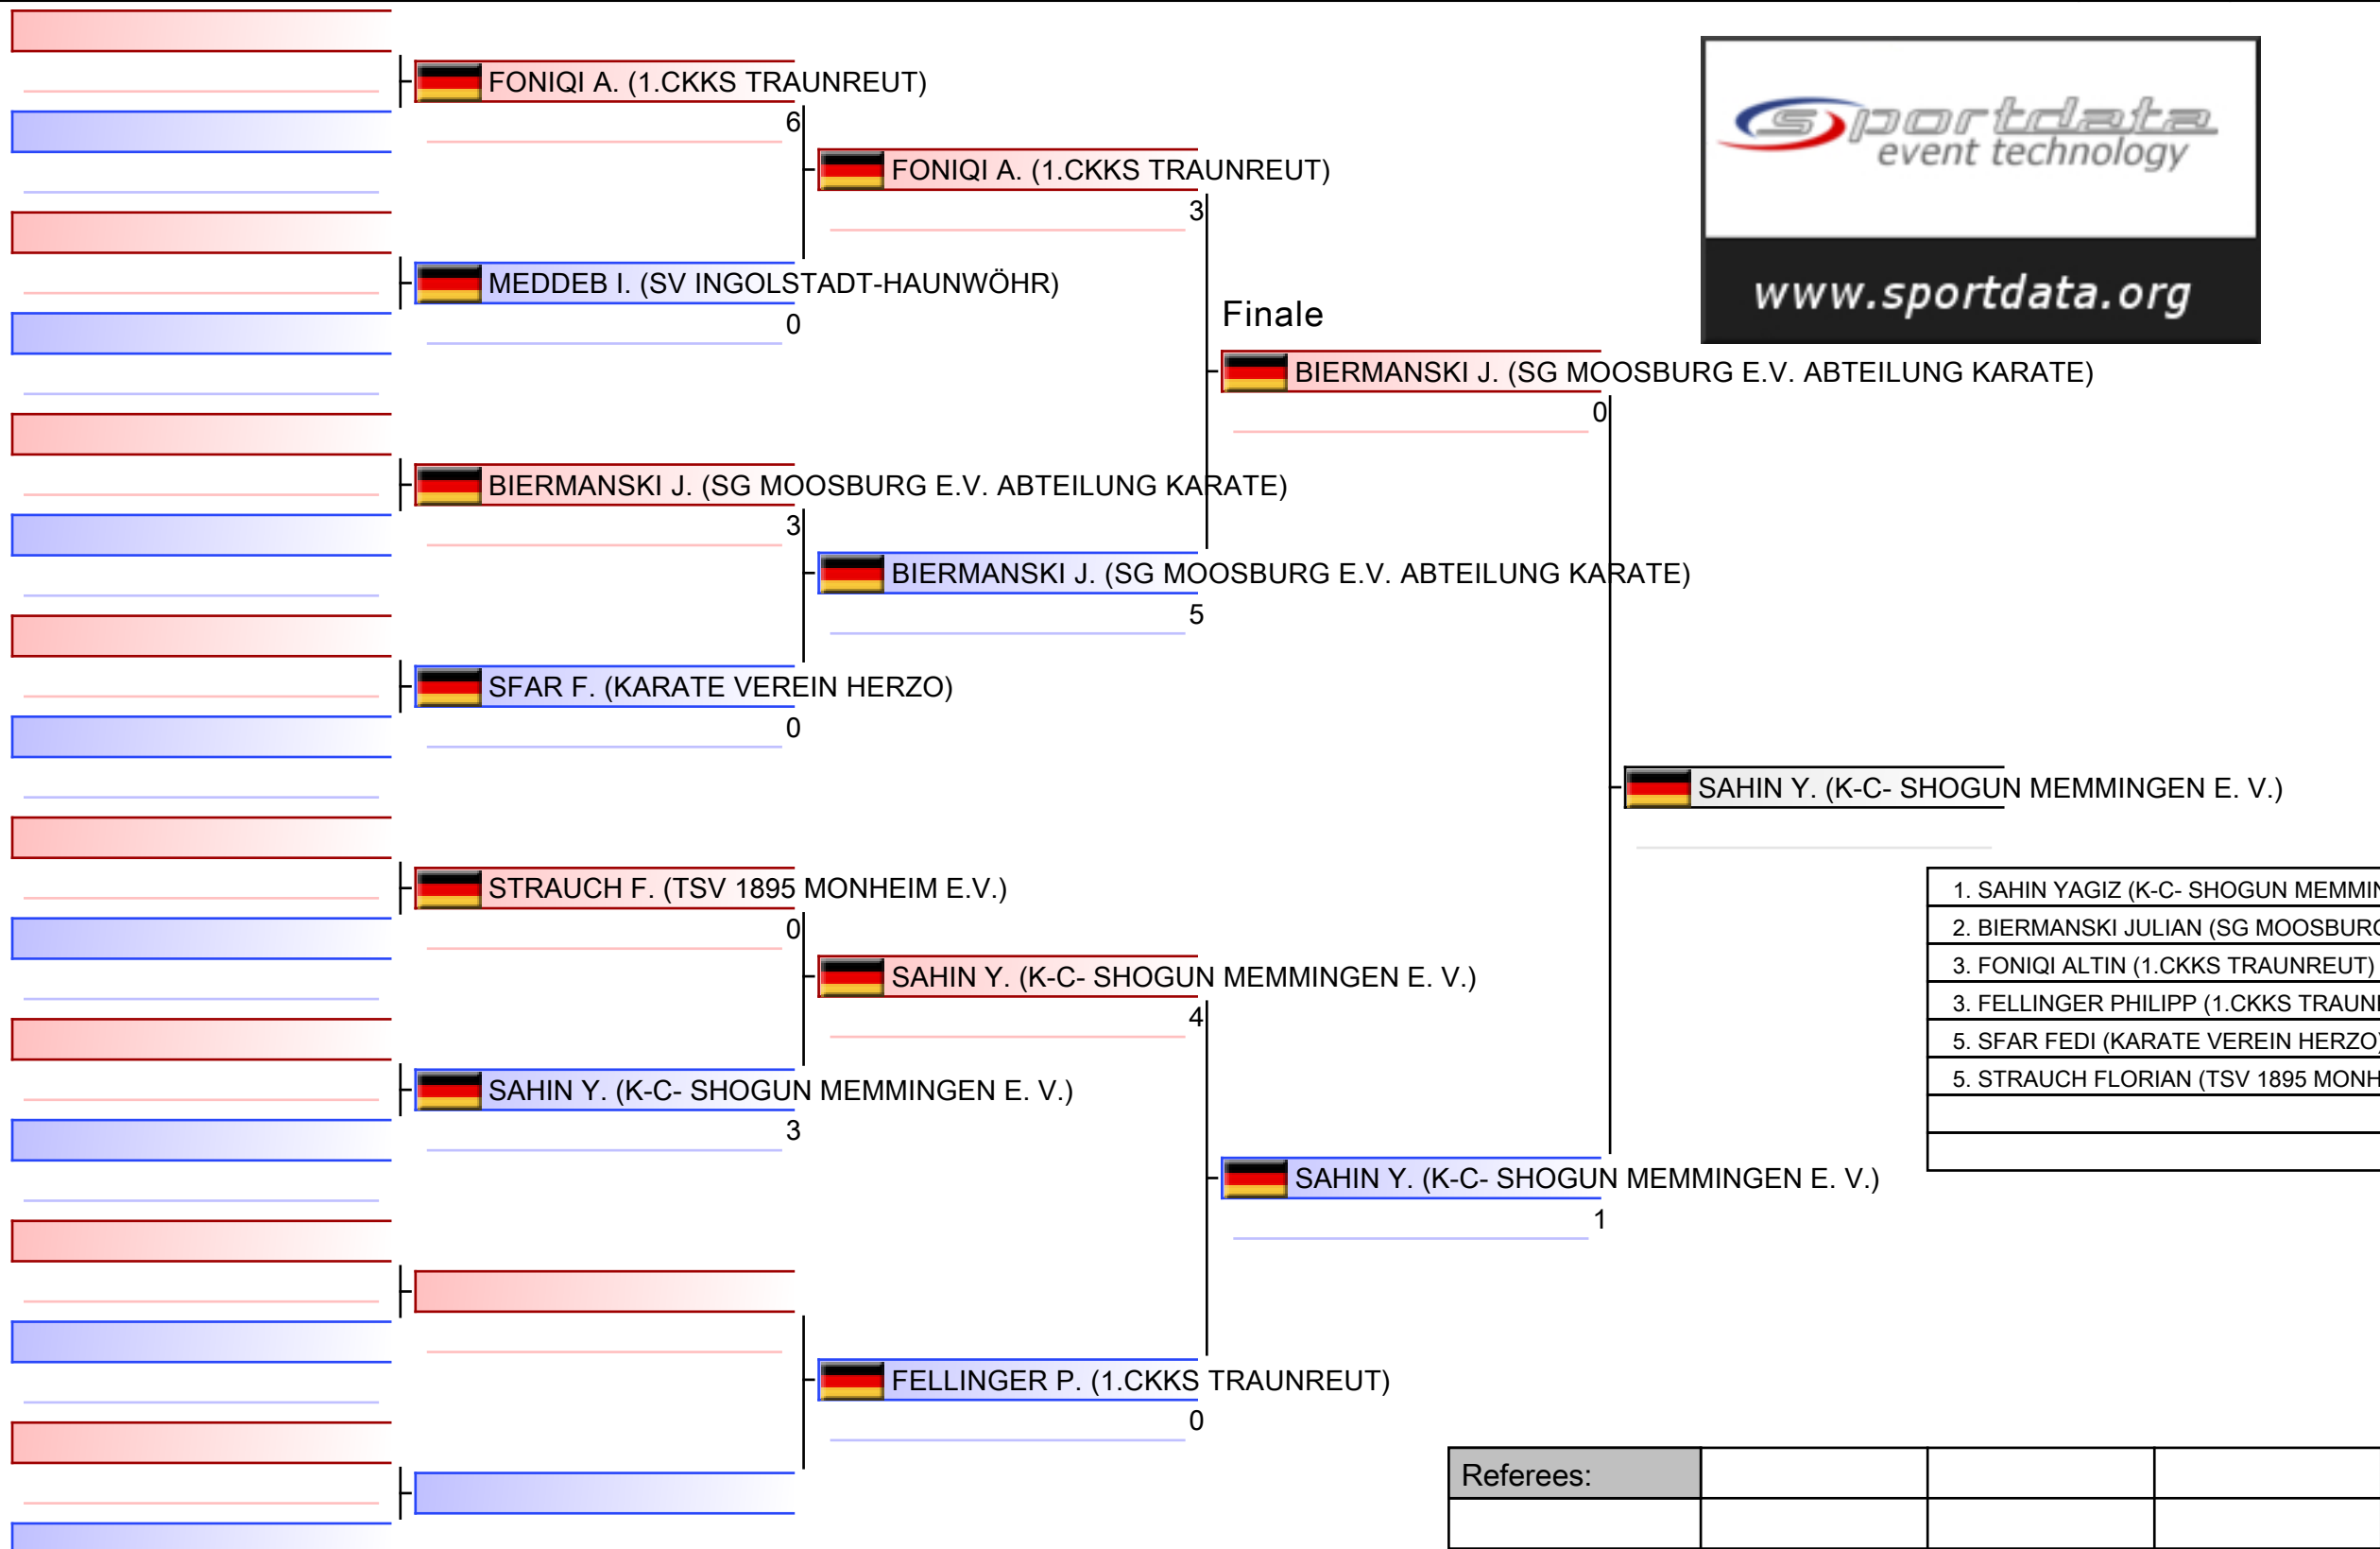 FONIQI A. (1.CKKS TRAUNREUT)
6
MEDDEB I. (SV INGOLSTADT-HAUNWÖHR)
0
BIERMANSKI J. (SG MOOSBURG E.V. ABTEILUNG KARATE)
3
SFAR F. (KARATE VEREIN HERZO)
0
STRAUCH F. (TSV 1895 MONHEIM E.V.)
0
SAHIN Y. (K-C- SHOGUN MEMMINGEN E. V.)
3
FONIQI A. (1.CKKS TRAUNREUT)
3
BIERMANSKI J. (SG MOOSBURG E.V. ABTEILUNG KARATE)
5
SAHIN Y. (K-C- SHOGUN MEMMINGEN E. V.)
4
FELLINGER P. (1.CKKS TRAUNREUT)
0
Finale
BIERMANSKI J. (SG MOOSBURG E.V. ABTEILUNG KARATE)
0
SAHIN Y. (K-C- SHOGUN MEMMINGEN E. V.)
1
SAHIN Y. (K-C- SHOGUN MEMMINGEN E. V.)
sportdata
event technology
www.sportdata.org
1. SAHIN YAGIZ (K-C- SHOGUN MEMMIN
2. BIERMANSKI JULIAN (SG MOOSBURG
3. FONIQI ALTIN (1.CKKS TRAUNREUT)
3. FELLINGER PHILIPP (1.CKKS TRAUN
5. SFAR FEDI (KARATE VEREIN HERZO)
5. STRAUCH FLORIAN (TSV 1895 MONH
Referees: